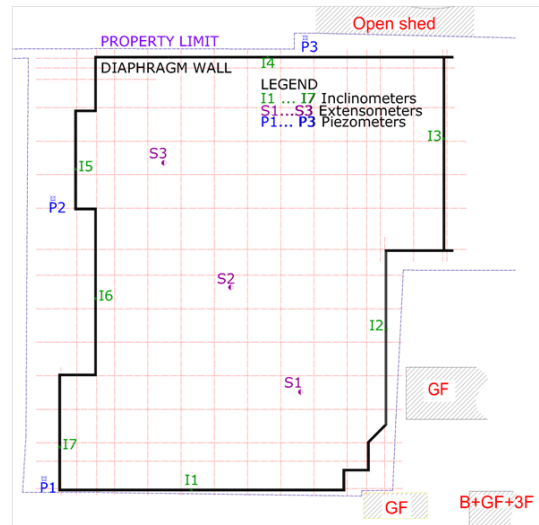 Open shed
PROPERTY LIMIT
P3
I4
DIAPHRAGM WALL
LEGEND
I1 ... I7 Inclinometers
S1...S3 Extensometers
P1... P3 Piezometers
I3
S3
I5
P2
S2
I6
I2
S1
GF
I7
P1
I1
GF
B+GF+3F